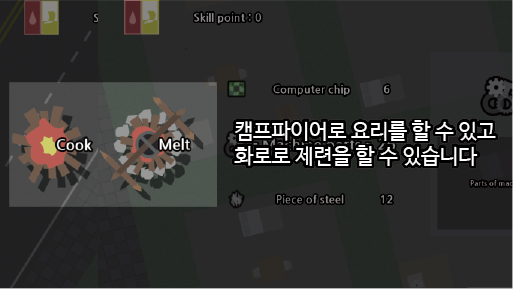 S
Skill point : 0
Computer chip 6
Cook
Melt
캠프파이어로 요리를 할 수 있고
화로로 제련을 할 수 있습니다
Piece of steel 12
Parts of mac